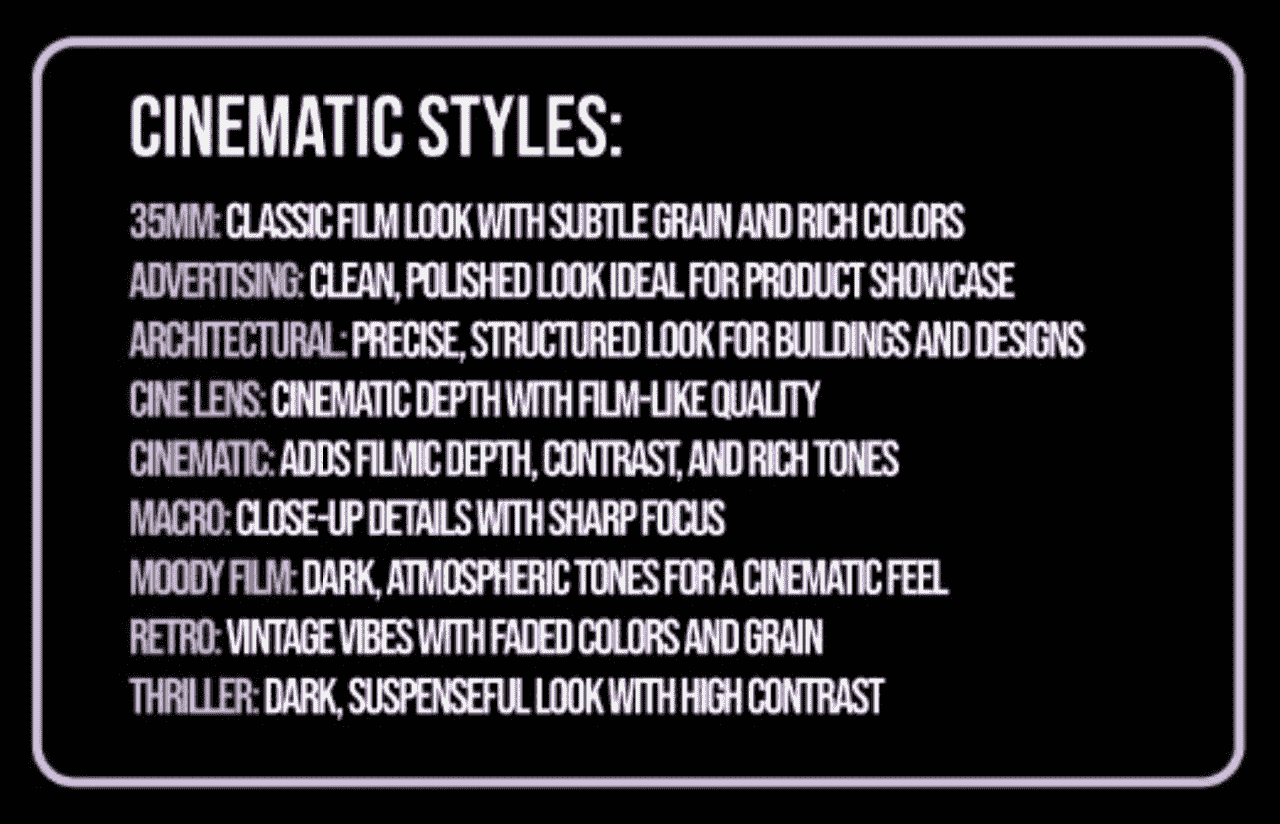 CINEMATIC STYLES:
35MM: CLASSIC FILM LOOK WITH SUBTLE GRAIN AND RICH COLORS
ADVERTISING: CLEAN, POLISHED LOOK IDEAL FOR PRODUCT SHOWCASE
ARCHITECTURAL: PRECISE, STRUCTURED LOOK FOR BUILDINGS AND DESIGNS
CINE LENS: CINEMATIC DEPTH WITH FILM-LIKE QUALITY
CINEMATIC: ADDS FILMIC DEPTH, CONTRAST, AND RICH TONES
MACRO: CLOSE-UP DETAILS WITH SHARP FOCUS
MOODY FILM: DARK, ATMOSPHERIC TONES FOR A CINEMATIC FEEL
RETRO: VINTAGE VIBES WITH FADED COLORS AND GRAIN
THRILLER: DARK, SUSPENSEFUL LOOK WITH HIGH CONTRAST